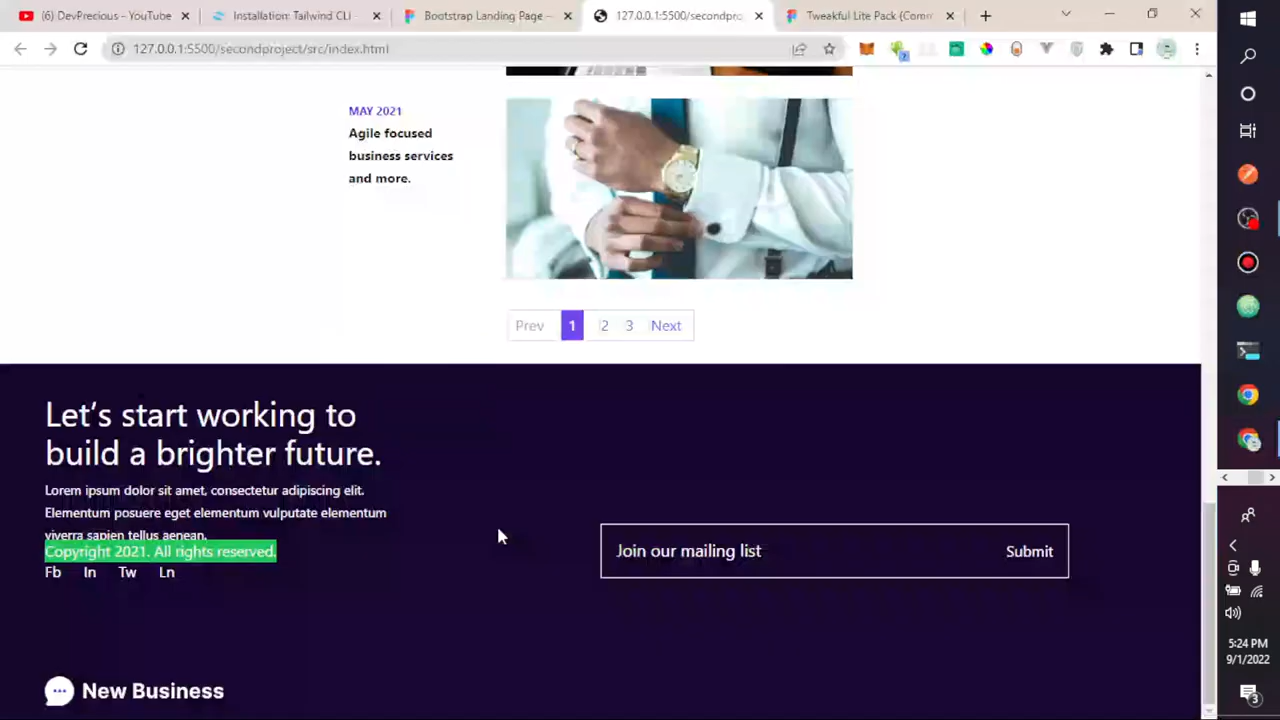 (6) DevPrecious - YouTube
Installation: Tailwind CLI -
Bootstrap Landing Page –
127.0.0.1:5500/secondpro
Tweakful Lite Pack (Comm
127.0.0.1:5500/secondproject/src/index.html
MAY 2021
Agile focused
business services
and more.
Prev 1 2 3 Next
Let's start working to
build a brighter future.
Lorem ipsum dolor sit amet, consectetur adipiscing elit.
Elementum posuere eget elementum vulputate elementum
viverra sapien tellus aenean.
Copyright 2021. All rights reserved.
Fb In Tw Ln
Join our mailing list Submit
New Business
5:24 PM
9/1/2022
3